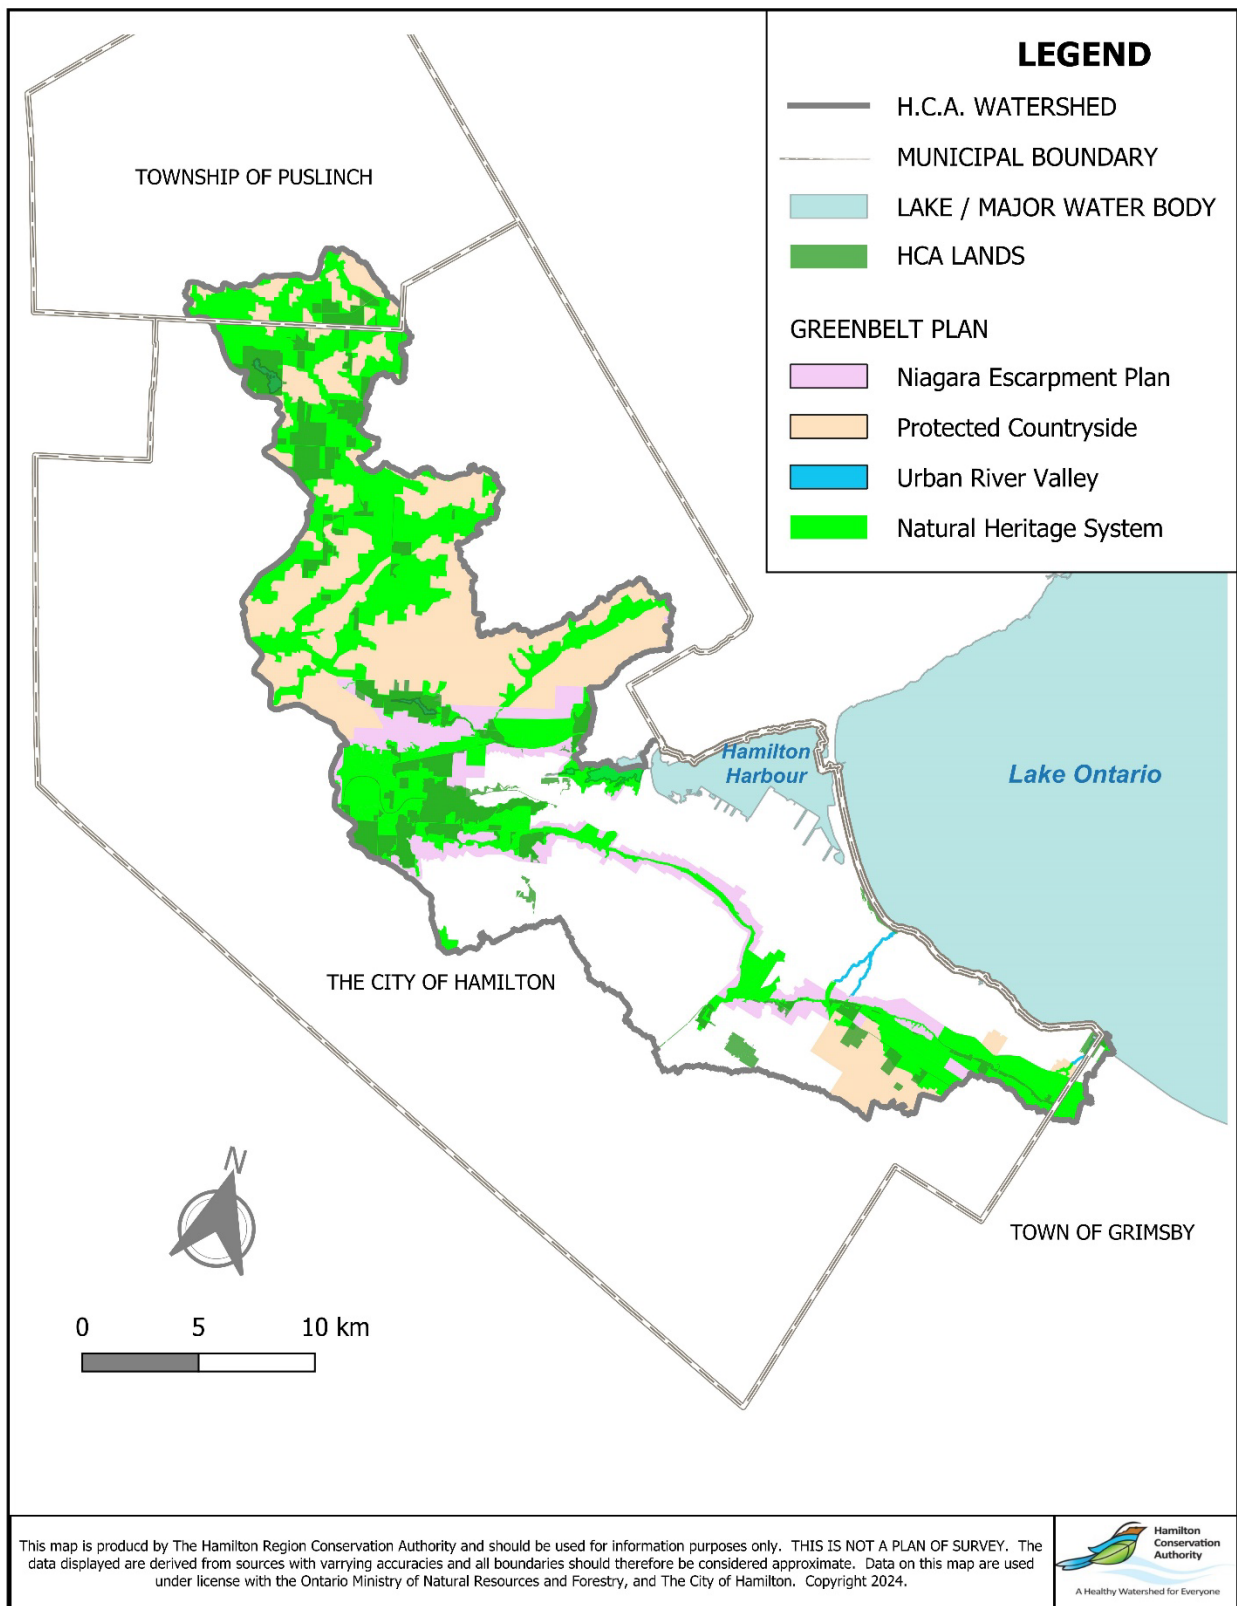 LEGEND
H.C.A. WATERSHED
MUNICIPAL BOUNDARY
LAKE / MAJOR WATER BODY
HCA LANDS
GREENBELT PLAN
Niagara Escarpment Plan
Protected Countryside
Urban River Valley
Natural Heritage System
TOWNSHIP OF PUSLINCH
Hamilton
Harbour
Lake Ontario
THE CITY OF HAMILTON
TOWN OF GRIMSBY
N
0 5 10 km
This map is produced by The Hamilton Region Conservation Authority and should be used for information purposes only. THIS IS NOT A PLAN OF SURVEY. The
data displayed are derived from sources with varrying accuracies and all boundaries should therefore be considered approximate. Data on this map are used
under license with the Ontario Ministry of Natural Resources and Forestry, and The City of Hamilton. Copyright 2024.
Hamilton
Conservation
Authority
A Healthy Watershed for Everyone